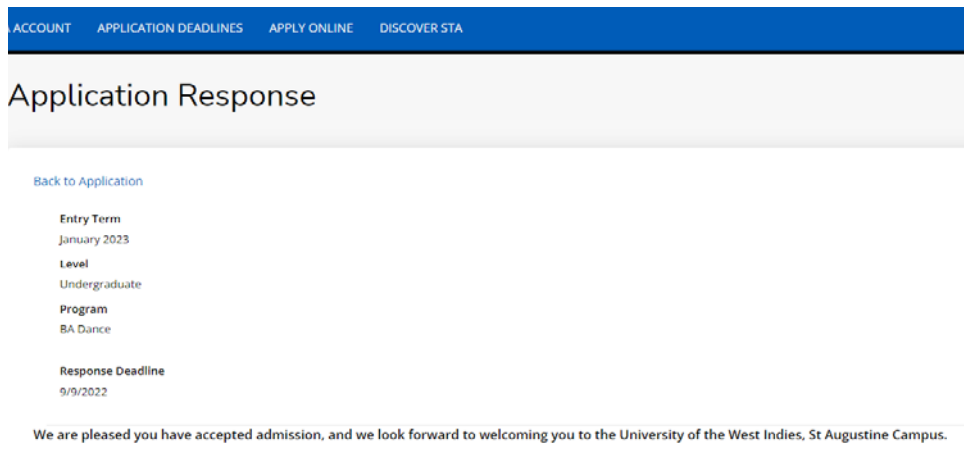 ACCOUNT APPLICATION DEADLINES APPLY ONLINE DISCOVER STA
Application Response
Back to Application
Entry Term
January 2023
Level
Undergraduate
Program
BA Dance
Response Deadline
9/9/2022
We are pleased you have accepted admission, and we look forward to welcoming you to the University of the West Indies, St Augustine Campus.